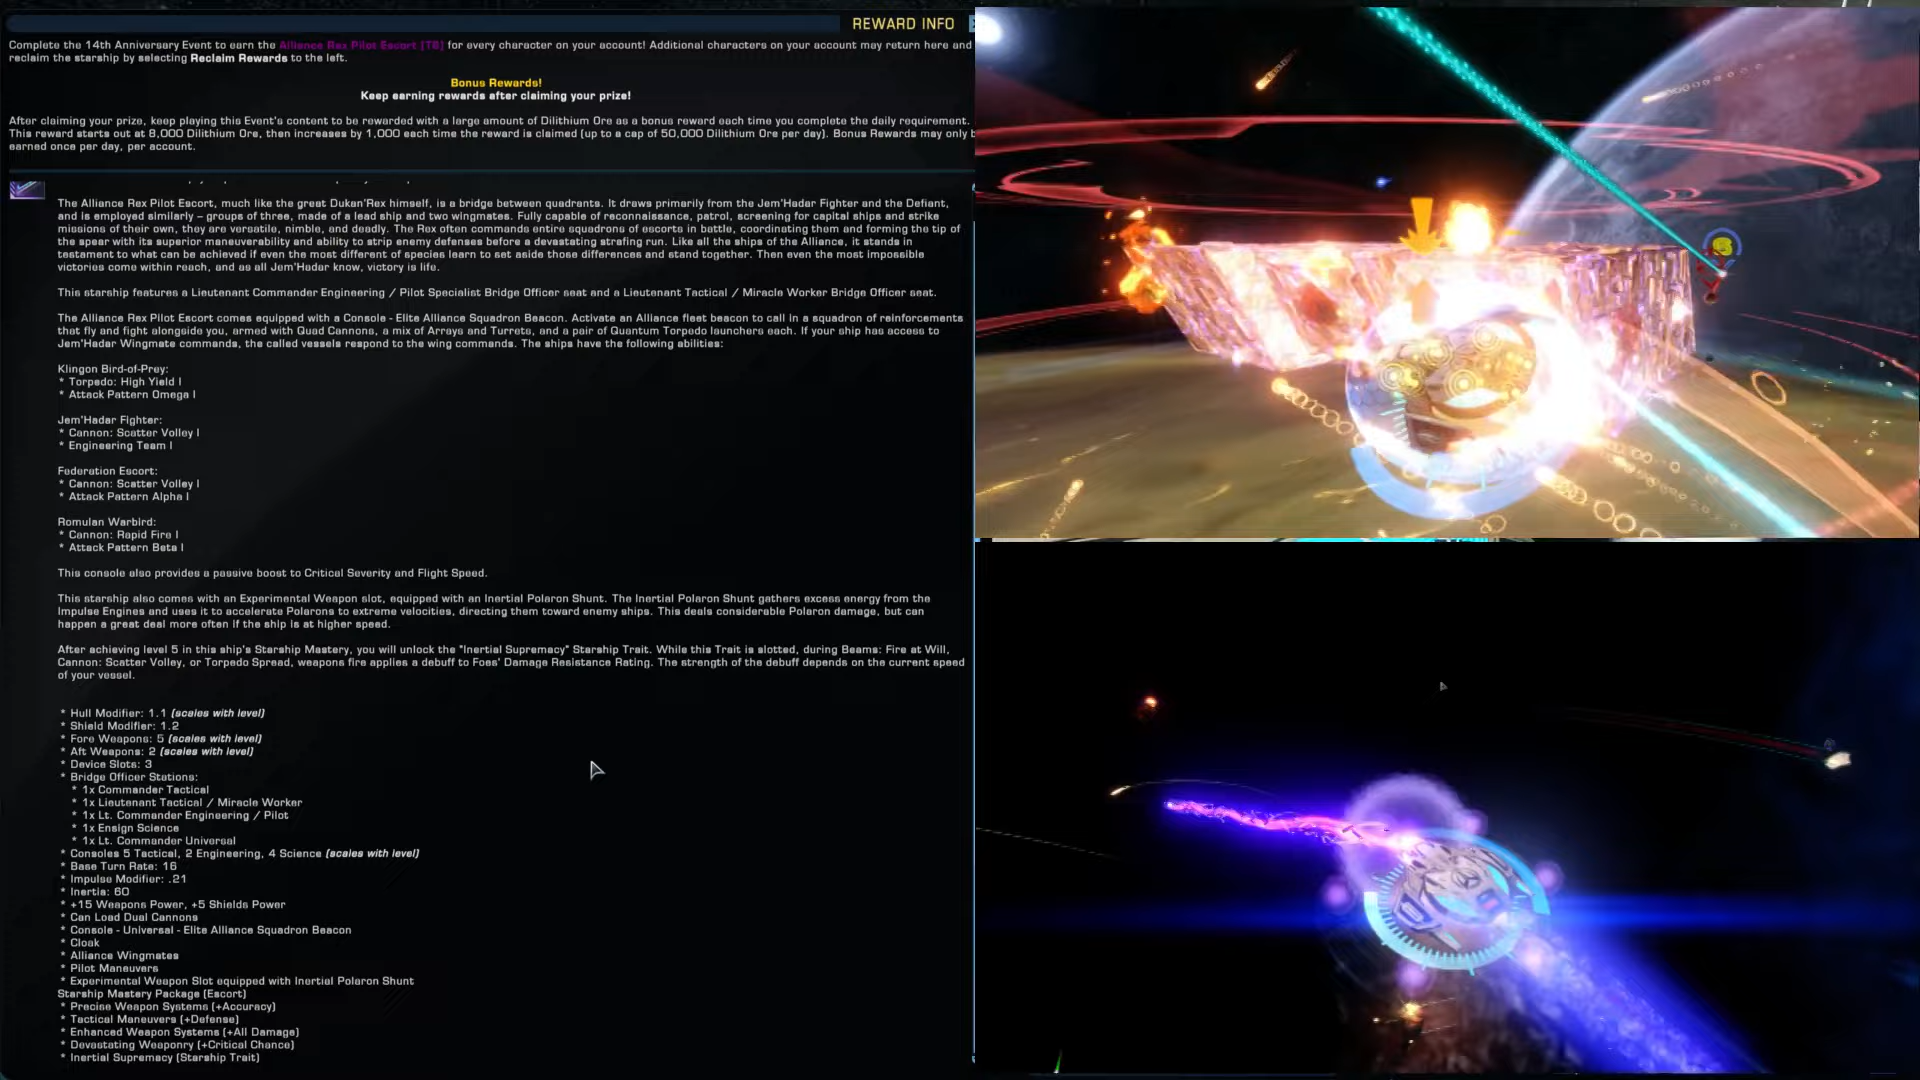 REWARD INFO
Complete the 14th Anniversary Event to earn the Alliance Rex Pilot Escort [T6] for every character on your account! Additional characters on your account may return here and
reclaim the starship by selecting Reclaim Rewards to the left.
Bonus Rewards!
Keep earning rewards after claiming your prize!
After claiming your prize, keep playing this Event's content to be rewarded with a large amount of Dilithium Ore as a bonus reward each time you complete the daily requirement.
This reward starts out at 8,000 Dilithium Ore, then increases by 1,000 each time the reward is claimed (up to a cap of 50,000 Dilithium Ore per day). Bonus Rewards may only b
earned once per day, per account.
The Alliance Rex Pilot Escort, much like the great Dukan'Rex himself, is a bridge between quadrants. It draws primarily from the Jem'Hadar Fighter and the Defiant,
and is employed similarly – groups of three, made of a lead ship and two wingmates. Fully capable of reconnaissance, patrol, screening for capital ships and strike
missions of their own, they are versatile, nimble, and deadly. The Rex often commands entire squadrons of escorts in battle, coordinating them and forming the tip of
the spear with its superior maneuverability and ability to strip enemy defenses before a devastating strafing run. Like all the ships of the Alliance, it stands in
testament to what can be achieved if even the most different of species learn to set aside those differences and stand together. Then even the most impossible
victories come within reach, and as all Jem'Hadar know, victory is life.
This starship features a Lieutenant Commander Engineering / Pilot Specialist Bridge Officer seat and a Lieutenant Tactical / Miracle Worker Bridge Officer seat.
The Alliance Rex Pilot Escort comes equipped with a Console - Elite Alliance Squadron Beacon. Activate an Alliance fleet beacon to call in a squadron of reinforcements
that fly and fight alongside you, armed with Quad Cannons, a mix of Arrays and Turrets, and a pair of Quantum Torpedo launchers each. If your ship has access to
Jem'Hadar Wingmate commands, the called vessels respond to the wing commands. The ships have the following abilities:
Klingon Bird-of-Prey:
* Torpedo: High Yield I
* Attack Pattern Omega I
Jem'Hadar Fighter:
* Cannon: Scatter Volley I
* Engineering Team I
Federation Escort:
* Cannon: Scatter Volley I
* Attack Pattern Alpha I
Romulan Warbird:
* Cannon: Rapid Fire I
* Attack Pattern Beta I
This console also provides a passive boost to Critical Severity and Flight Speed.
This starship also comes with an Experimental Weapon slot, equipped with an Inertial Polaron Shunt. The Inertial Polaron Shunt gathers excess energy from the
Impulse Engines and uses it to accelerate Polarons to extreme velocities, directing them toward enemy ships. This deals considerable Polaron damage, but can
happen a great deal more often if the ship is at higher speed.
After achieving level 5 in this ship's Starship Mastery, you will unlock the "Inertial Supremacy" Starship Trait. While this Trait is slotted, during Beams: Fire at Will,
Cannon: Scatter Volley, or Torpedo Spread, weapons fire applies a debuff to Foes' Damage Resistance Rating. The strength of the debuff depends on the current speed
of your vessel.
* Hull Modifier: 1.1 (scales with level)
* Shield Modifier: 1.2
* Fore Weapons: 5 (scales with level)
* Aft Weapons: 2 (scales with level)
* Device Slots: 3
* Bridge Officer Stations:
* 1x Commander Tactical
* 1x Lieutenant Tactical / Miracle Worker
* 1x Lt. Commander Engineering / Pilot
* 1x Ensign Science
* 1x Lt. Commander Universal
* Consoles 5 Tactical, 2 Engineering, 4 Science (scales with level)
* Base Turn Rate: 16
* Impulse Modifier: .21
* Inertia: 60
* +15 Weapons Power, +5 Shields Power
* Can Load Dual Cannons
* Console - Universal - Elite Alliance Squadron Beacon
* Cloak
* Alliance Wingmates
* Pilot Maneuvers
* Experimental Weapon Slot equipped with Inertial Polaron Shunt
Starship Mastery Package (Escort)
* Precise Weapon Systems (+Accuracy)
* Tactical Maneuvers (+Defense)
* Enhanced Weapon Systems (+All Damage)
* Devastating Weaponry (+Critical Chance)
* Inertial Supremacy (Starship Trait)